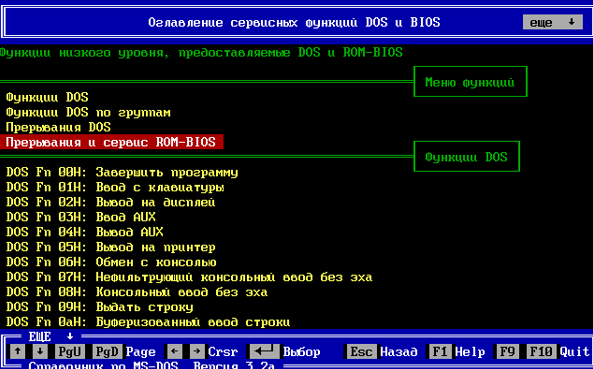 Оглавление сервисных функций DOS и BIOS
еще ↓
Функции низкого уровня, предоставляемые DOS и ROM-BIOS
Меню функций
Функции DOS
Функции DOS по группам
Прерывания DOS
Прерывания и сервис ROM-BIOS
Функции DOS
DOS Fn 00H: Завершить программу
DOS Fn 01H: Ввод с клавиатуры
DOS Fn 02H: Вывод на дисплей
DOS Fn 03H: Ввод AUX
DOS Fn 04H: Вывод AUX
DOS Fn 05H: Вывод на принтер
DOS Fn 06H: Обмен с консолью
DOS Fn 07H: Нефильтрующий консольный ввод без эха
DOS Fn 08H: Консольный ввод без эха
DOS Fn 09H: Выдать строку
DOS Fn 0aH: Буферизованный ввод строки
ЕЩЕ ↓
↑ ↓ PgU PgD Page ← → Crsr ←┘ Выбор Esc Назад F1 Help F9 F10 Quit
Справочник по MS-DOS. Версия 3.2a